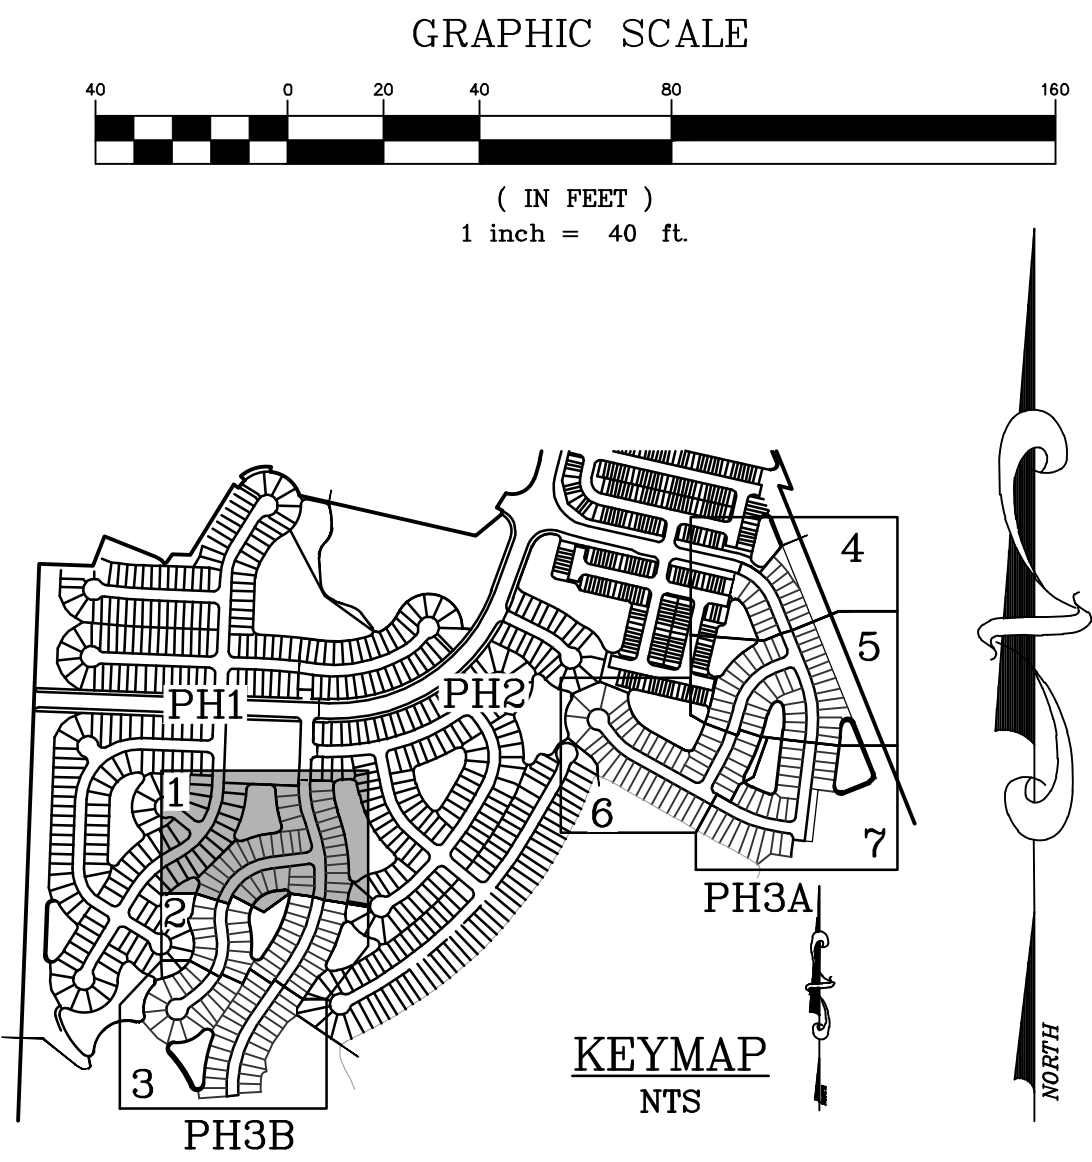 GRAPHIC SCALE
40 0 20 40 80 160
( IN FEET )
1 inch = 40 ft.
4
5
PH1
PH2
1
6
7
PH3A
2
3
PH3B
KEYMAP
NTS
NORTH